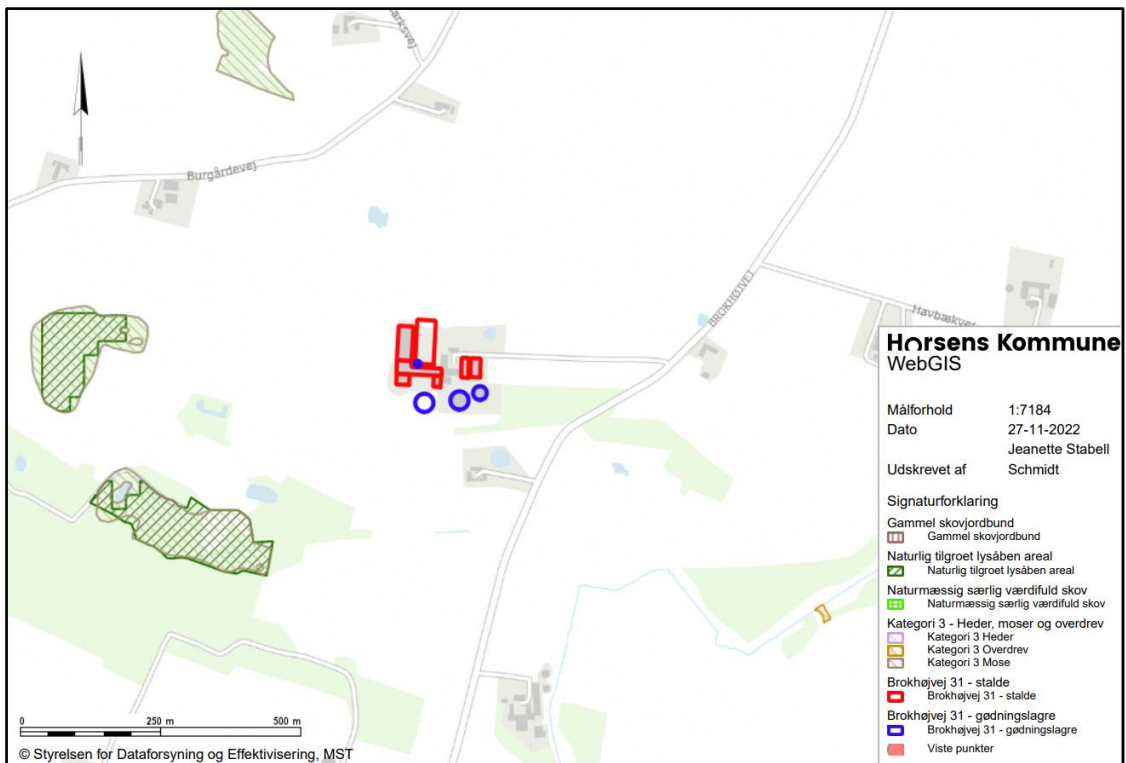 arksvej
Burgårdevej
BROKHØJVEJ
Havbækvej
Horsens Kommune
WebGIS
Målforhold 1:7184
Dato 27-11-2022
Jeanette Stabell
Udskrevet af Schmidt
Signaturforklaring
Gammel skovjordbund
Gammel skovjordbund
Naturlig tilgroet lysåben areal
Naturlig tilgroet lysåben areal
Naturmæssig særlig værdifuld skov
Naturmæssig særlig værdifuld skov
Kategori 3 - Heder, moser og overdrev
Kategori 3 Heder
Kategori 3 Overdrev
Kategori 3 Mose
Brokhøjvej 31 - stalde
Brokhøjvej 31 - stalde
Brokhøjvej 31 - gødningslagre
Brokhøjvej 31 - gødningslagre
Viste punkter
0 250 m 500 m
© Styrelsen for Dataforsyning og Effektivisering, MST